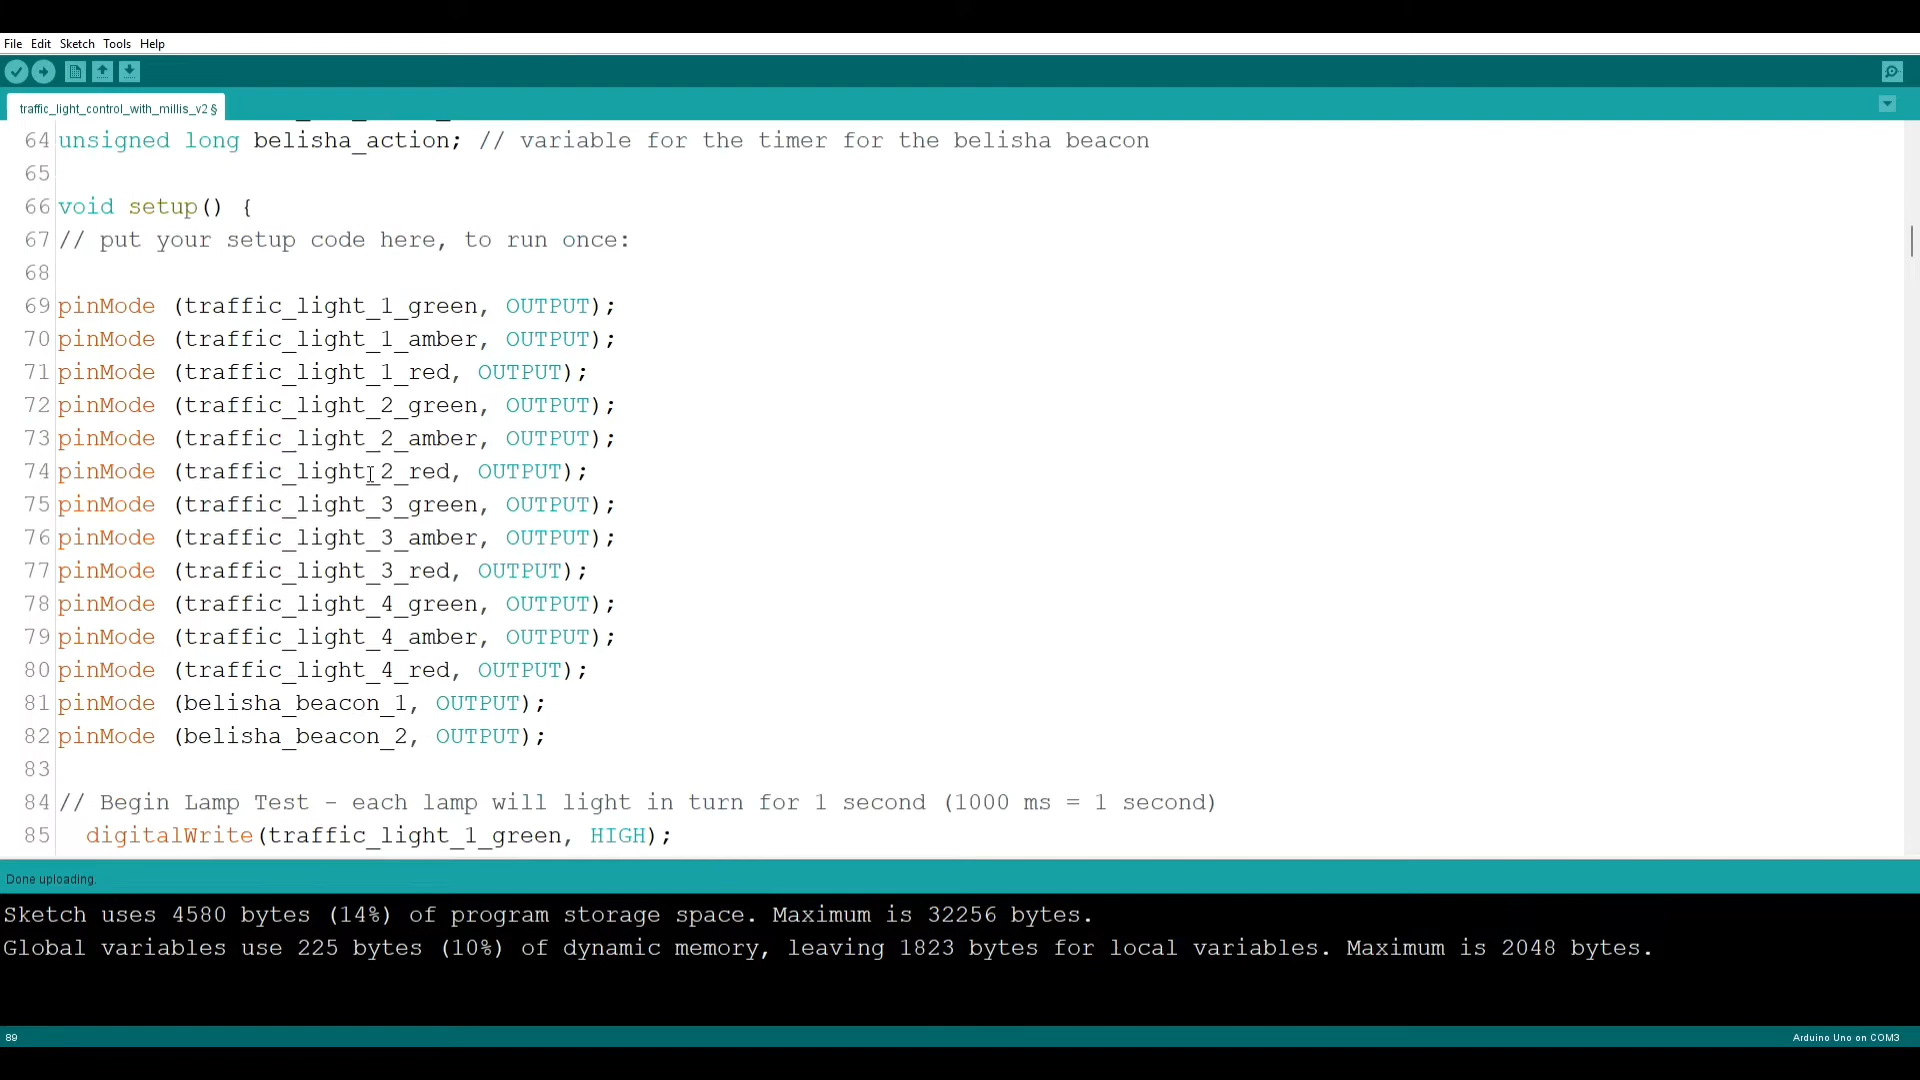 File Edit Sketch Tools Help
traffic_light_control_with_millis_v2 §
64 unsigned long belisha_action; // variable for the timer for the belisha beacon
65
66 void setup() {
67 // put your setup code here, to run once:
68
69 pinMode (traffic_light_1_green, OUTPUT);
70 pinMode (traffic_light_1_amber, OUTPUT);
71 pinMode (traffic_light_1_red, OUTPUT);
72 pinMode (traffic_light_2_green, OUTPUT);
73 pinMode (traffic_light_2_amber, OUTPUT);
74 pinMode (traffic_light_2_red, OUTPUT);
75 pinMode (traffic_light_3_green, OUTPUT);
76 pinMode (traffic_light_3_amber, OUTPUT);
77 pinMode (traffic_light_3_red, OUTPUT);
78 pinMode (traffic_light_4_green, OUTPUT);
79 pinMode (traffic_light_4_amber, OUTPUT);
80 pinMode (traffic_light_4_red, OUTPUT);
81 pinMode (belisha_beacon_1, OUTPUT);
82 pinMode (belisha_beacon_2, OUTPUT);
83
84 // Begin Lamp Test - each lamp will light in turn for 1 second (1000 ms = 1 second)
85 digitalWrite(traffic_light_1_green, HIGH);
Done uploading.
Sketch uses 4580 bytes (14%) of program storage space. Maximum is 32256 bytes.
Global variables use 225 bytes (10%) of dynamic memory, leaving 1823 bytes for local variables. Maximum is 2048 bytes.
89
Arduino Uno on COM3